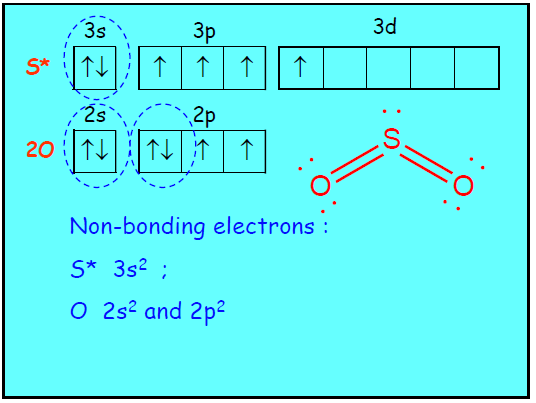 3s 3p 3d
S* ↑↓ ↑ ↑ ↑ ↑
2s 2p
2O ↑↓ ↑↓ ↑ ↑
S
O O
Non-bonding electrons :
S* 3s² ;
O 2s² and 2p²